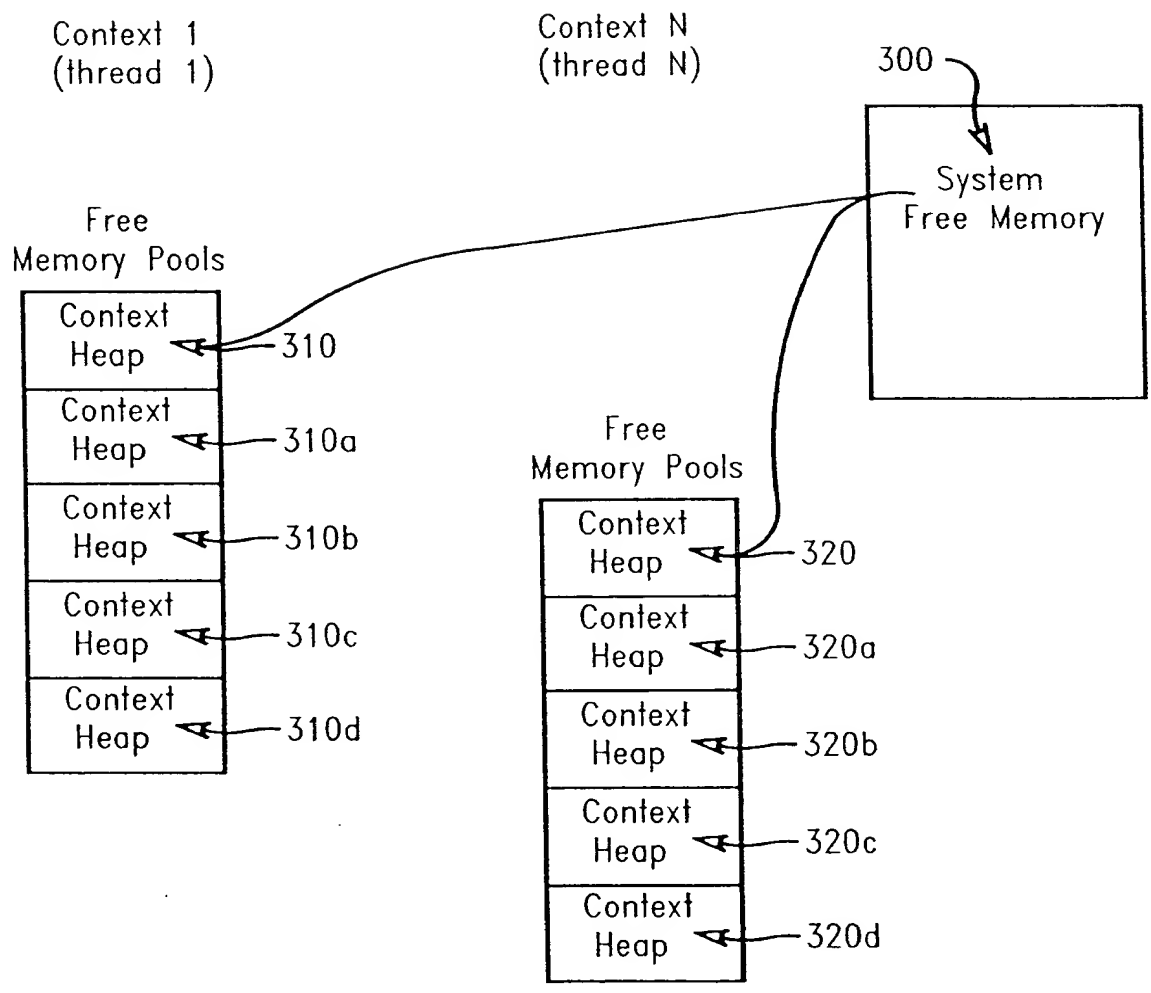 Context 1
(thread 1)
Context N
(thread N)
300
System
Free Memory
Free
Memory Pools
Context
Heap
310
Context
Heap
310a
Context
Heap
310b
Context
Heap
310c
Context
Heap
310d
Free
Memory Pools
Context
Heap
320
Context
Heap
320a
Context
Heap
320b
Context
Heap
320c
Context
Heap
320d